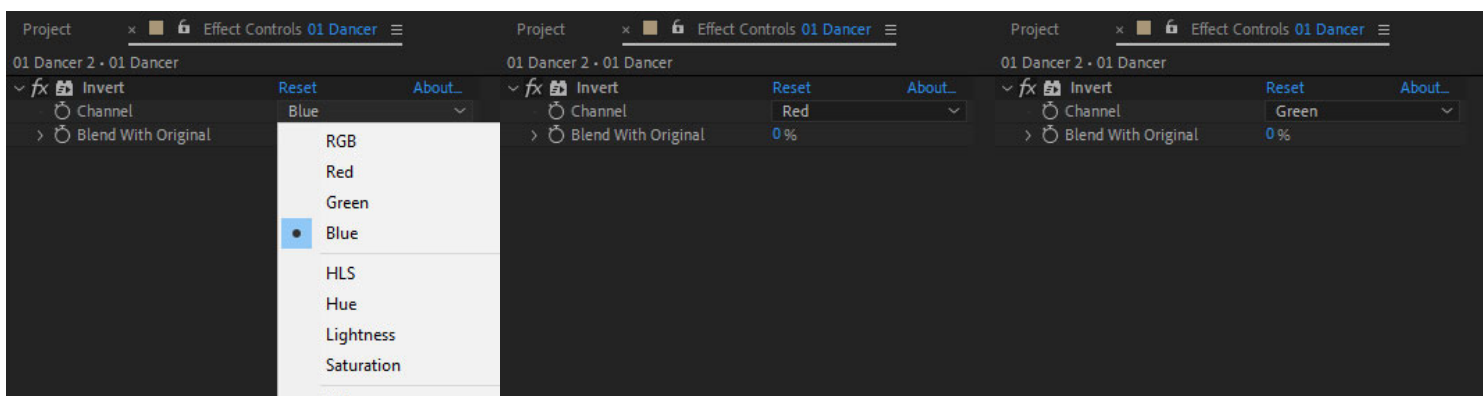 Project × Effect Controls 01 Dancer ≡
01 Dancer 2 • 01 Dancer
fx Invert Reset About...
Channel Blue
Blend With Original
RGB
Red
Green
Blue
HLS
Hue
Lightness
Saturation
Project × Effect Controls 01 Dancer ≡
01 Dancer 2 • 01 Dancer
fx Invert Reset About...
Channel Red
Blend With Original 0 %
Project × Effect Controls 01 Dancer ≡
01 Dancer 2 • 01 Dancer
fx Invert Reset About...
Channel Green
Blend With Original 0 %